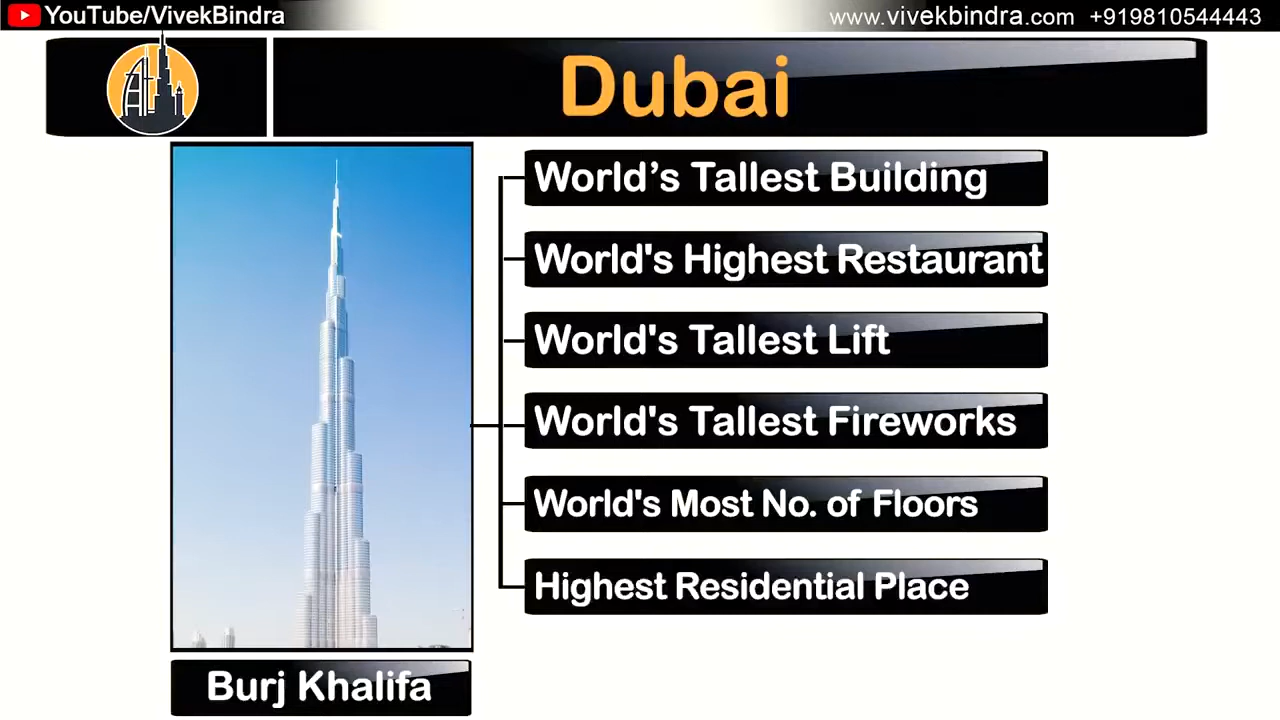 YouTube/VivekBindra
www.vivekbindra.com +919810544443
Dubai
World’s Tallest Building
World's Highest Restaurant
World's Tallest Lift
World's Tallest Fireworks
World's Most No. of Floors
Highest Residential Place
Burj Khalifa